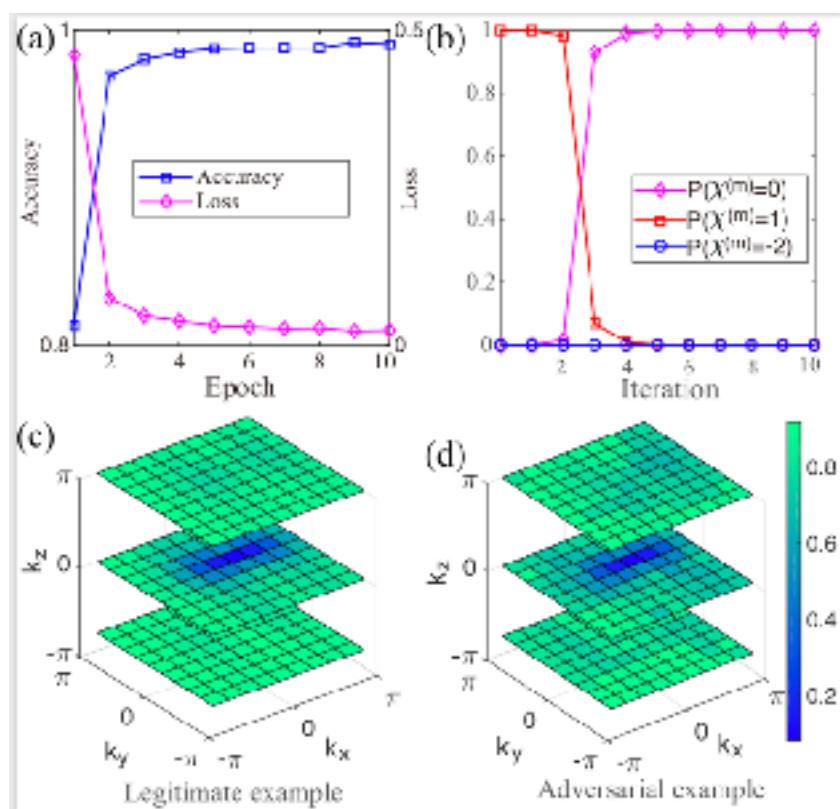 (a)
1
0.5
Accuracy
Loss
Accuracy
Loss
0.8
2
4
6
8
10
0
Epoch
(b)
1
0.8
0.6
0.4
0.2
0
P(χ(m)=0)
P(χ(m)=1)
P(χ(m)=-2)
0
2
4
6
8
10
Iteration
(c)
π
kz
0
-π
π
0
ky
-π
-π
0
kx
π
Legitimate example
(d)
π
kz
0
-π
π
0
ky
-π
-π
0
kx
π
Adversarial example
0.8
0.6
0.4
0.2